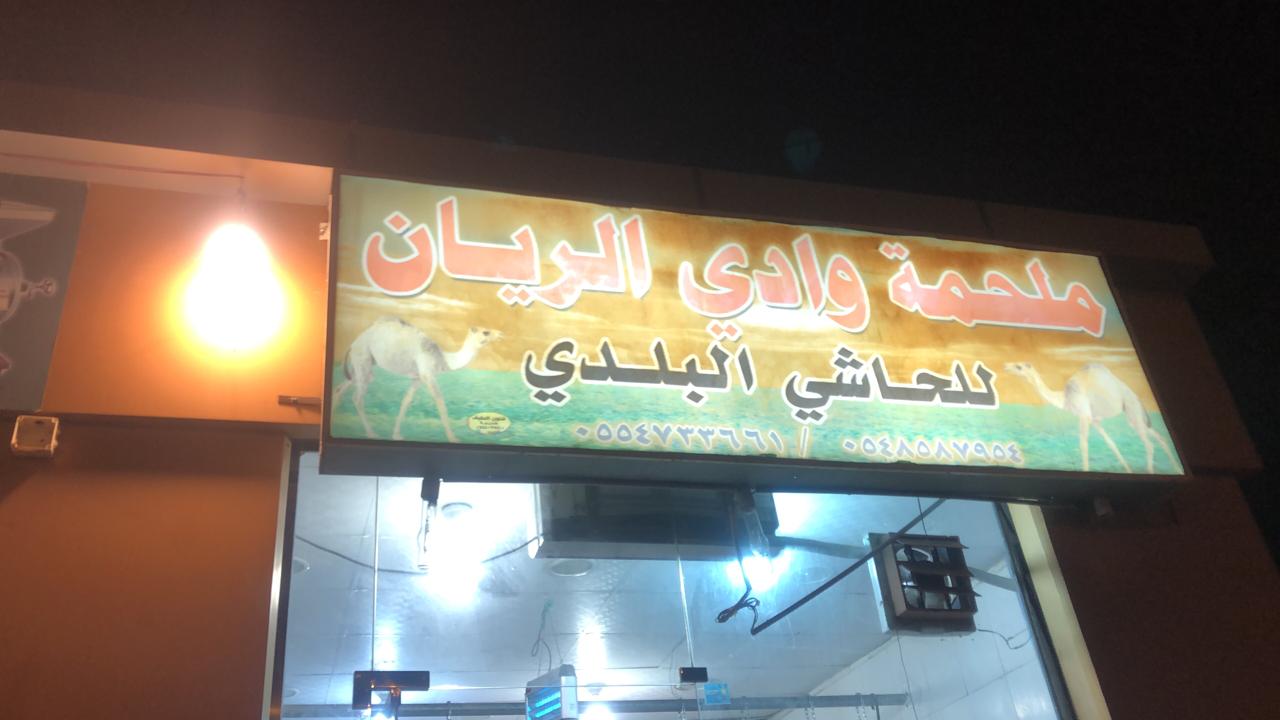 ملحمة وادي الريان
للحاشي البلدي
٠٥٥٤٧٣٣٦٦١ / ٠٥٤٨٥٨٧٩٥٤